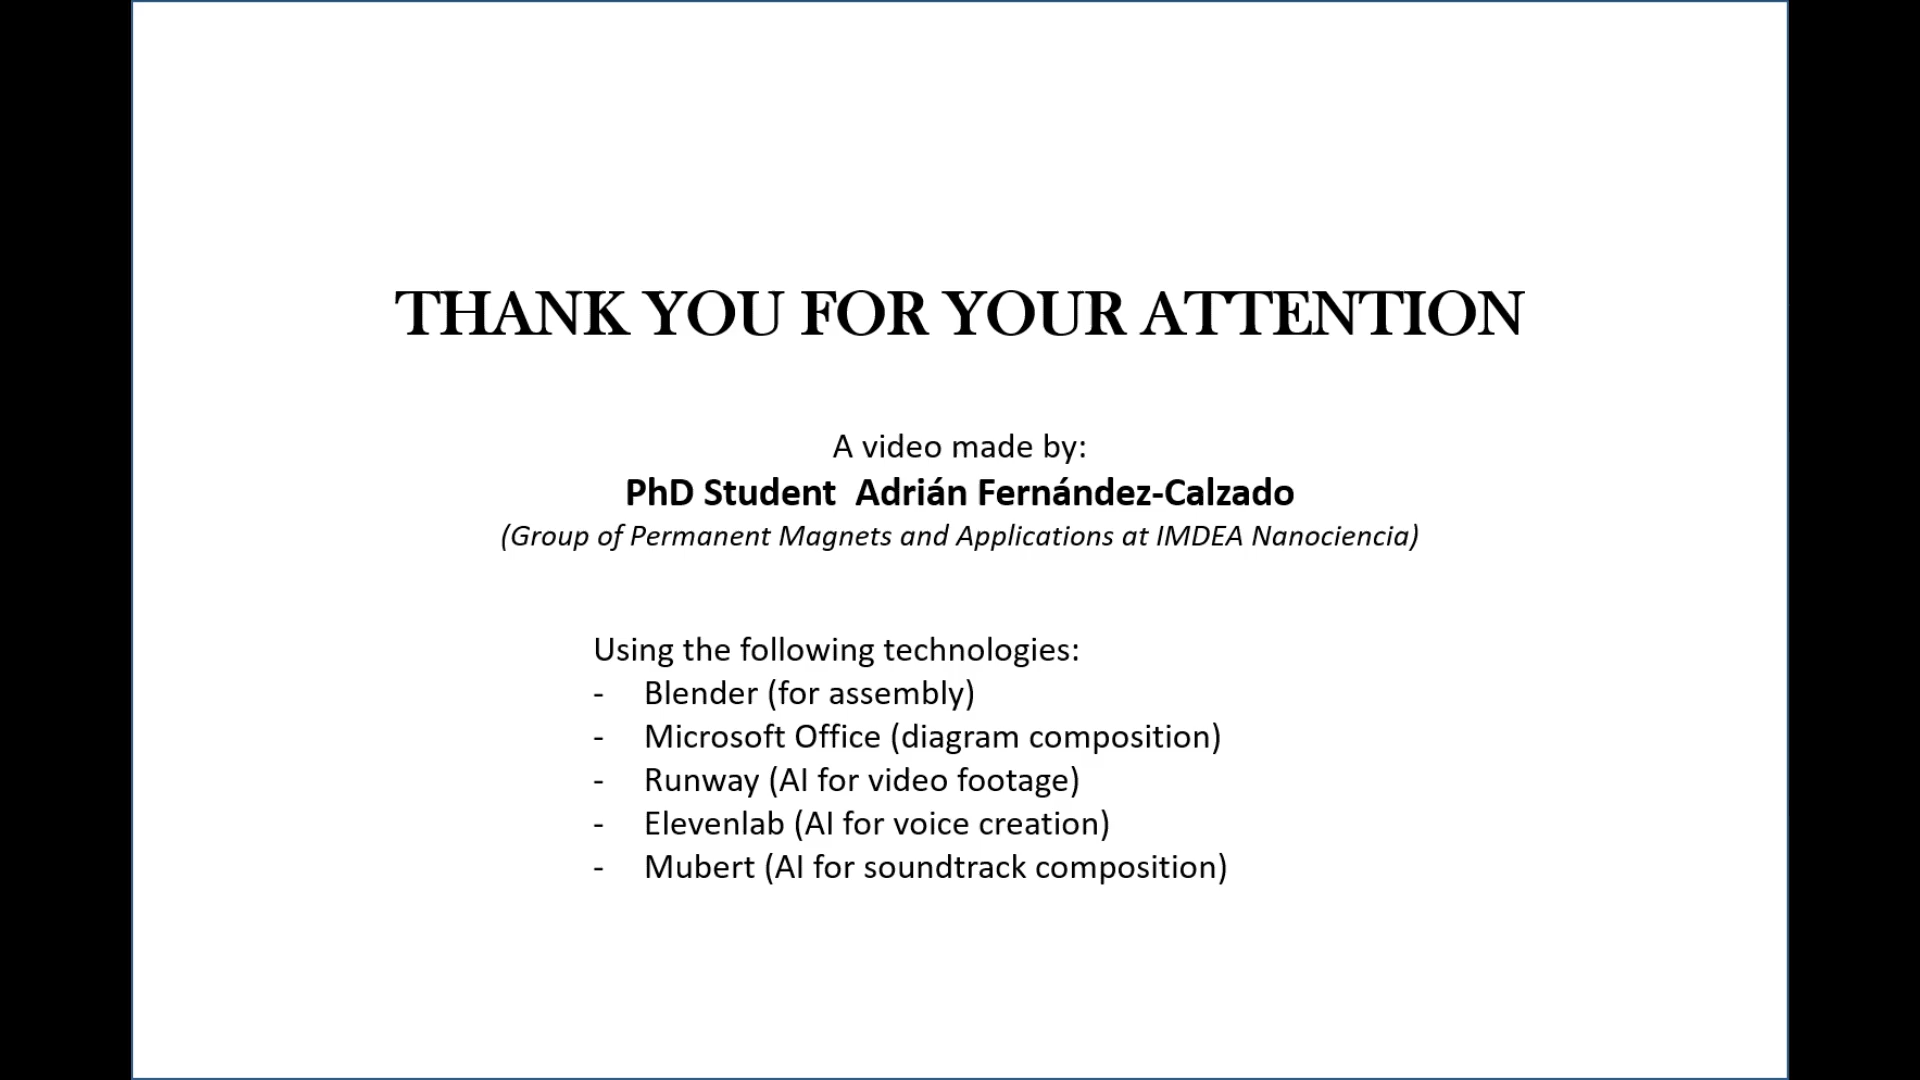 THANK YOU FOR YOUR ATTENTION
A video made by:
PhD Student  Adrián Fernández-Calzado
(Group of Permanent Magnets and Applications at IMDEA Nanociencia)
Using the following technologies:
- Blender (for assembly)
- Microsoft Office (diagram composition)
- Runway (AI for video footage)
- Elevenlab (AI for voice creation)
- Mubert (AI for soundtrack composition)